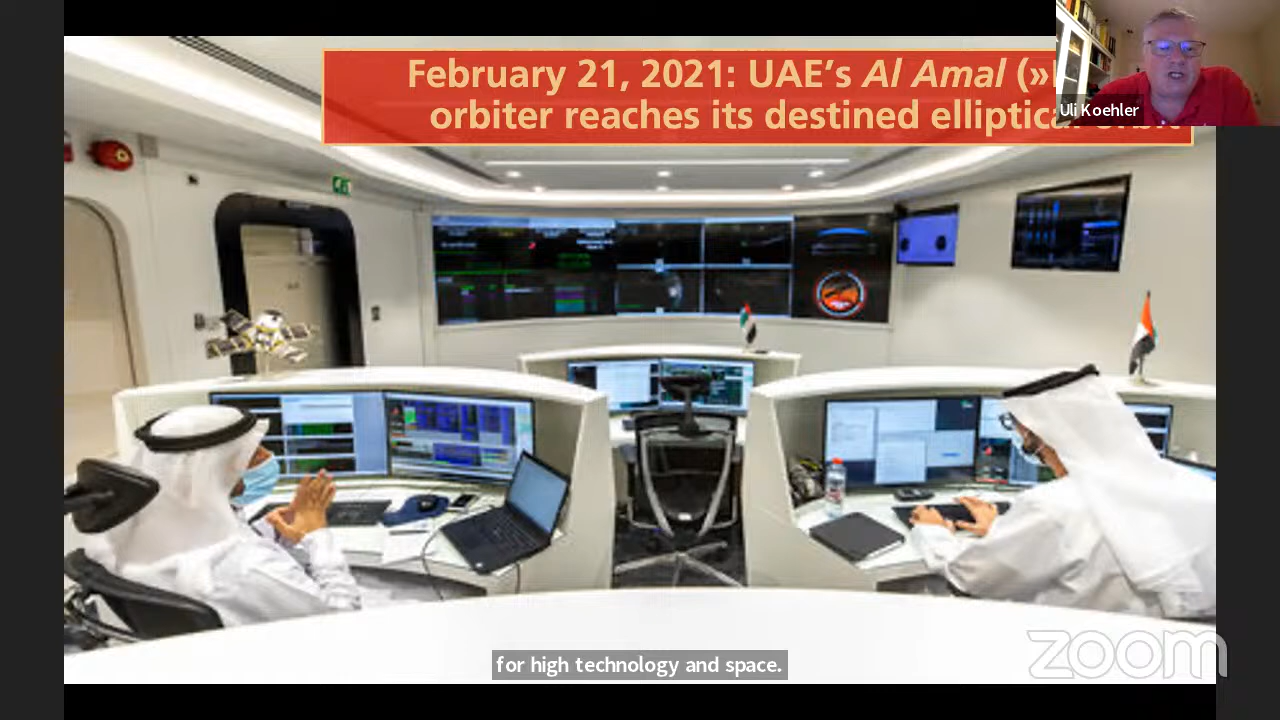 February 21, 2021: UAE's Al Amal (»
orbiter reaches its destined elliptical orbit
Uli Koehler
for high technology and space.
zoom